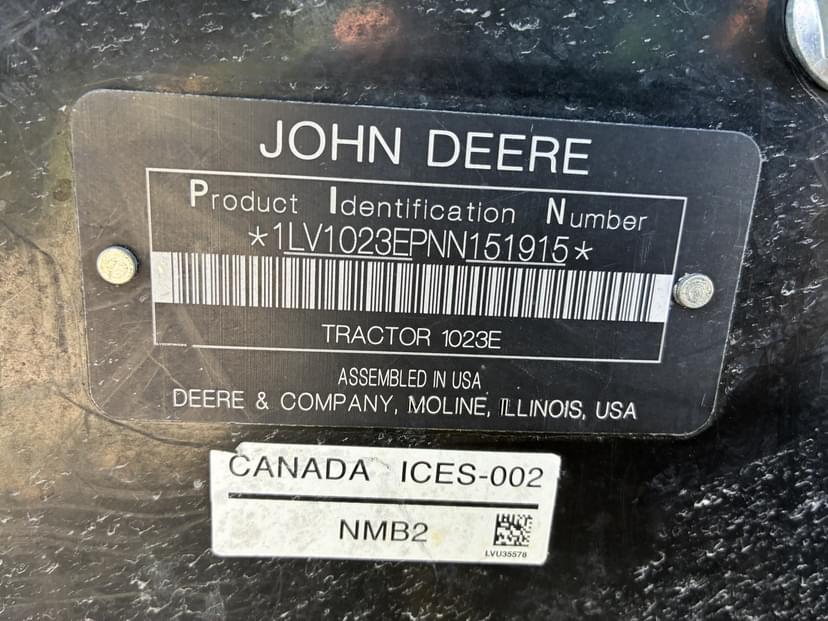 JOHN DEERE
Product Identification Number
*1LV1023EPNN151915*
TRACTOR 1023E
ASSEMBLED IN USA
DEERE & COMPANY, MOLINE, ILLINOIS, USA
CANADA ICES-002
NMB2
LVU35578